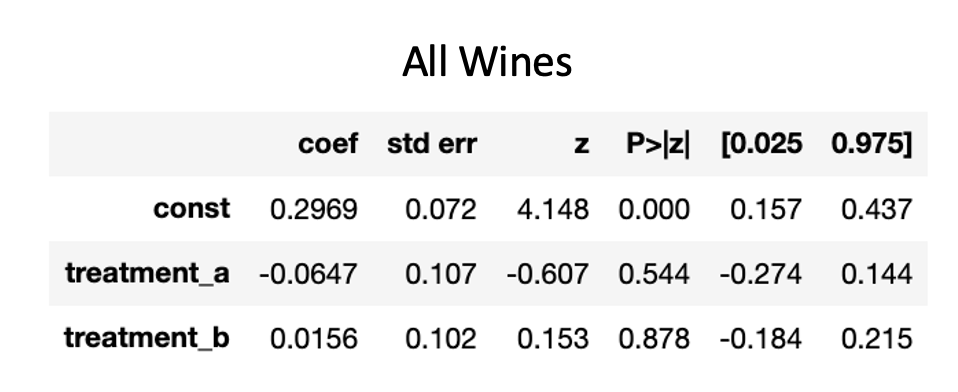 All Wines
coef std err z P>|z| [0.025 0.975]
const 0.2969 0.072 4.148 0.000 0.157 0.437
treatment_a -0.0647 0.107 -0.607 0.544 -0.274 0.144
treatment_b 0.0156 0.102 0.153 0.878 -0.184 0.215